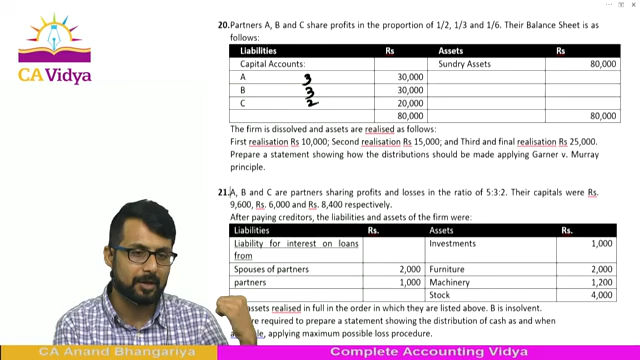 CA Vidya
20. Partners A, B and C share profits in the proportion of 1/2, 1/3 and 1/6. Their Balance Sheet is as
follows:
Liabilities Rs Assets Rs
Capital Accounts: Sundry Assets 80,000
A 3 30,000
B 3 30,000
C 2 20,000
80,000 80,000
The firm is dissolved and assets are realised as follows:
First realisation Rs 10,000; Second realisation Rs 15,000; and Third and final realisation Rs 25,000.
Prepare a statement showing how the distributions should be made applying Garner v. Murray
principle.
21. A, B and C are partners sharing profits and losses in the ratio of 5:3:2. Their capitals were Rs.
9,600, Rs. 6,000 and Rs. 8,400 respectively.
After paying creditors, the liabilities and assets of the firm were:
Liabilities Rs. Assets Rs.
Liability for interest on loans Investments 1,000
from
Spouses of partners 2,000 Furniture 2,000
partners 1,000 Machinery 1,200
Stock 4,000
assets realised in full in the order in which they are listed above. B is insolvent.
required to prepare a statement showing the distribution of cash as and when
applying maximum possible loss procedure.
CA Anand Bhangariya Complete Accounting Vidya